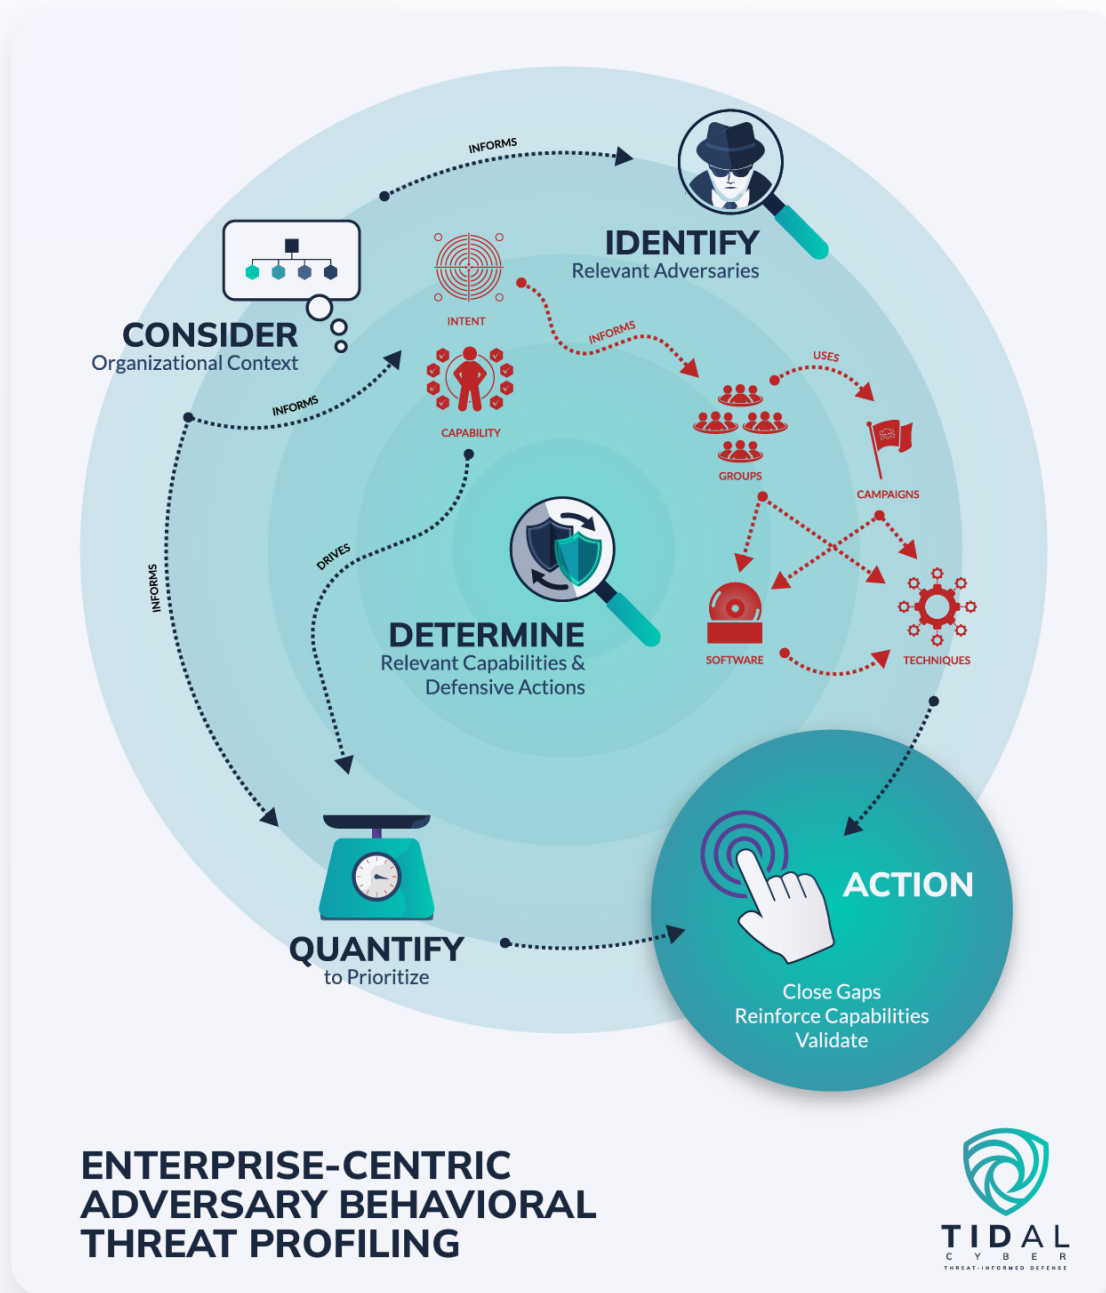 INFORMS
IDENTIFY
Relevant Adversaries
CONSIDER
Organizational Context
INTENT
INFORMS
USES
INFORMS
CAPABILITY
GROUPS
CAMPAIGNS
DRIVES
INFORMS
DETERMINE
Relevant Capabilities &
Defensive Actions
SOFTWARE
TECHNIQUES
QUANTIFY
to Prioritize
ACTION
Close Gaps
Reinforce Capabilities
Validate
ENTERPRISE-CENTRIC
ADVERSARY BEHAVIORAL
THREAT PROFILING
TIDAL
CYBER
THREAT-INFORMED DEFENSE